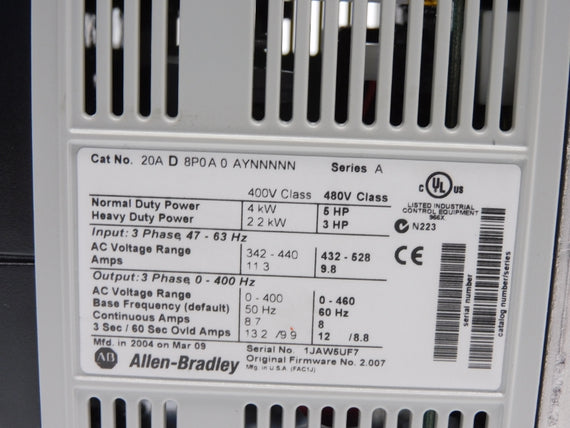 Cat No. 20A D 8P0 A 0 AYNNNNN Series A
400V Class 480V Class
Normal Duty Power 4 kW 5 HP
Heavy Duty Power 2.2 kW 3 HP
Input: 3 Phase, 47 - 63 Hz
AC Voltage Range 342 - 440 432 - 528
Amps 11.3 9.8
Output: 3 Phase, 0 - 400 Hz
AC Voltage Range 0 - 400 0 - 460
Base Frequency (default) 50 Hz 60 Hz
Continuous Amps 8.7 8
3 Sec / 60 Sec Ovld Amps 13.2 / 9.9 12 / 8.8
Mfd. in 2004 on Mar 09 Serial No. 1JAW5UF7
Original Firmware No. 2.007
AB Allen-Bradley Mfg. in U.S.A. (FAC1J)
C UL US
LISTED INDUSTRIAL
CONTROL EQUIPMENT
966X
N223
CE
serial number
catalog number/series